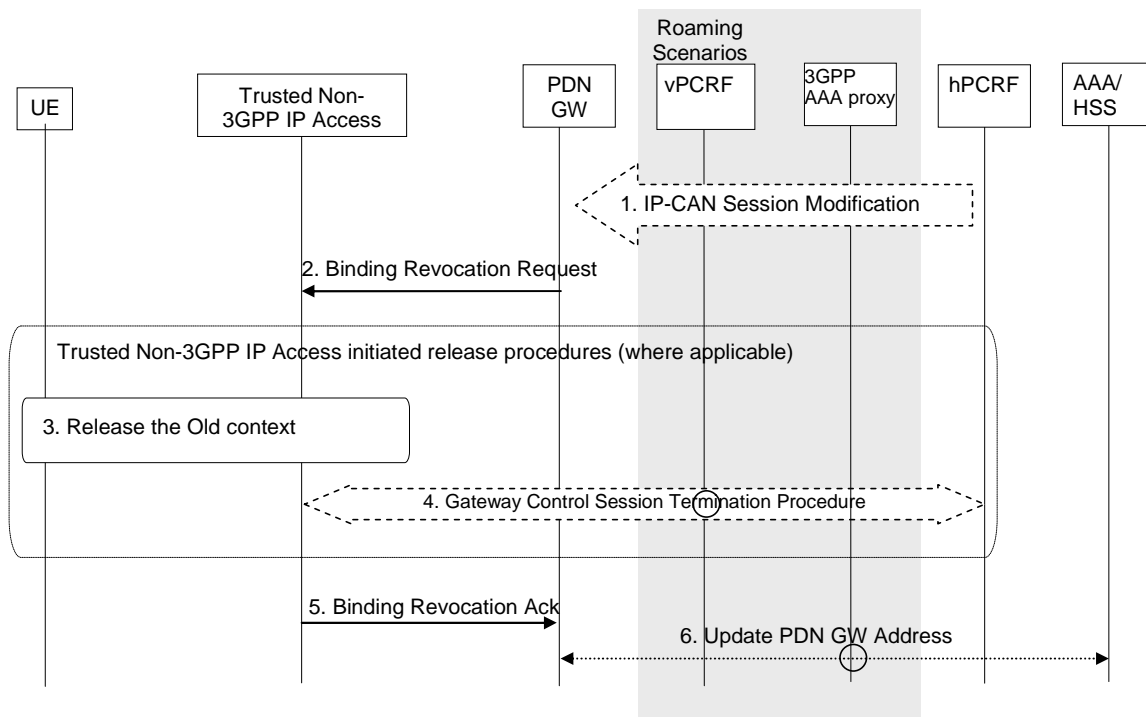 Roaming
Scenarios
UE
Trusted Non-
3GPP IP Access
PDN
GW
vPCRF
3GPP
AAA proxy
hPCRF
AAA/
HSS
1. IP-CAN Session Modification
2. Binding Revocation Request
Trusted Non-3GPP IP Access initiated release procedures (where applicable)
3. Release the Old context
4. Gateway Control Session Termination Procedure
5. Binding Revocation Ack
6. Update PDN GW Address